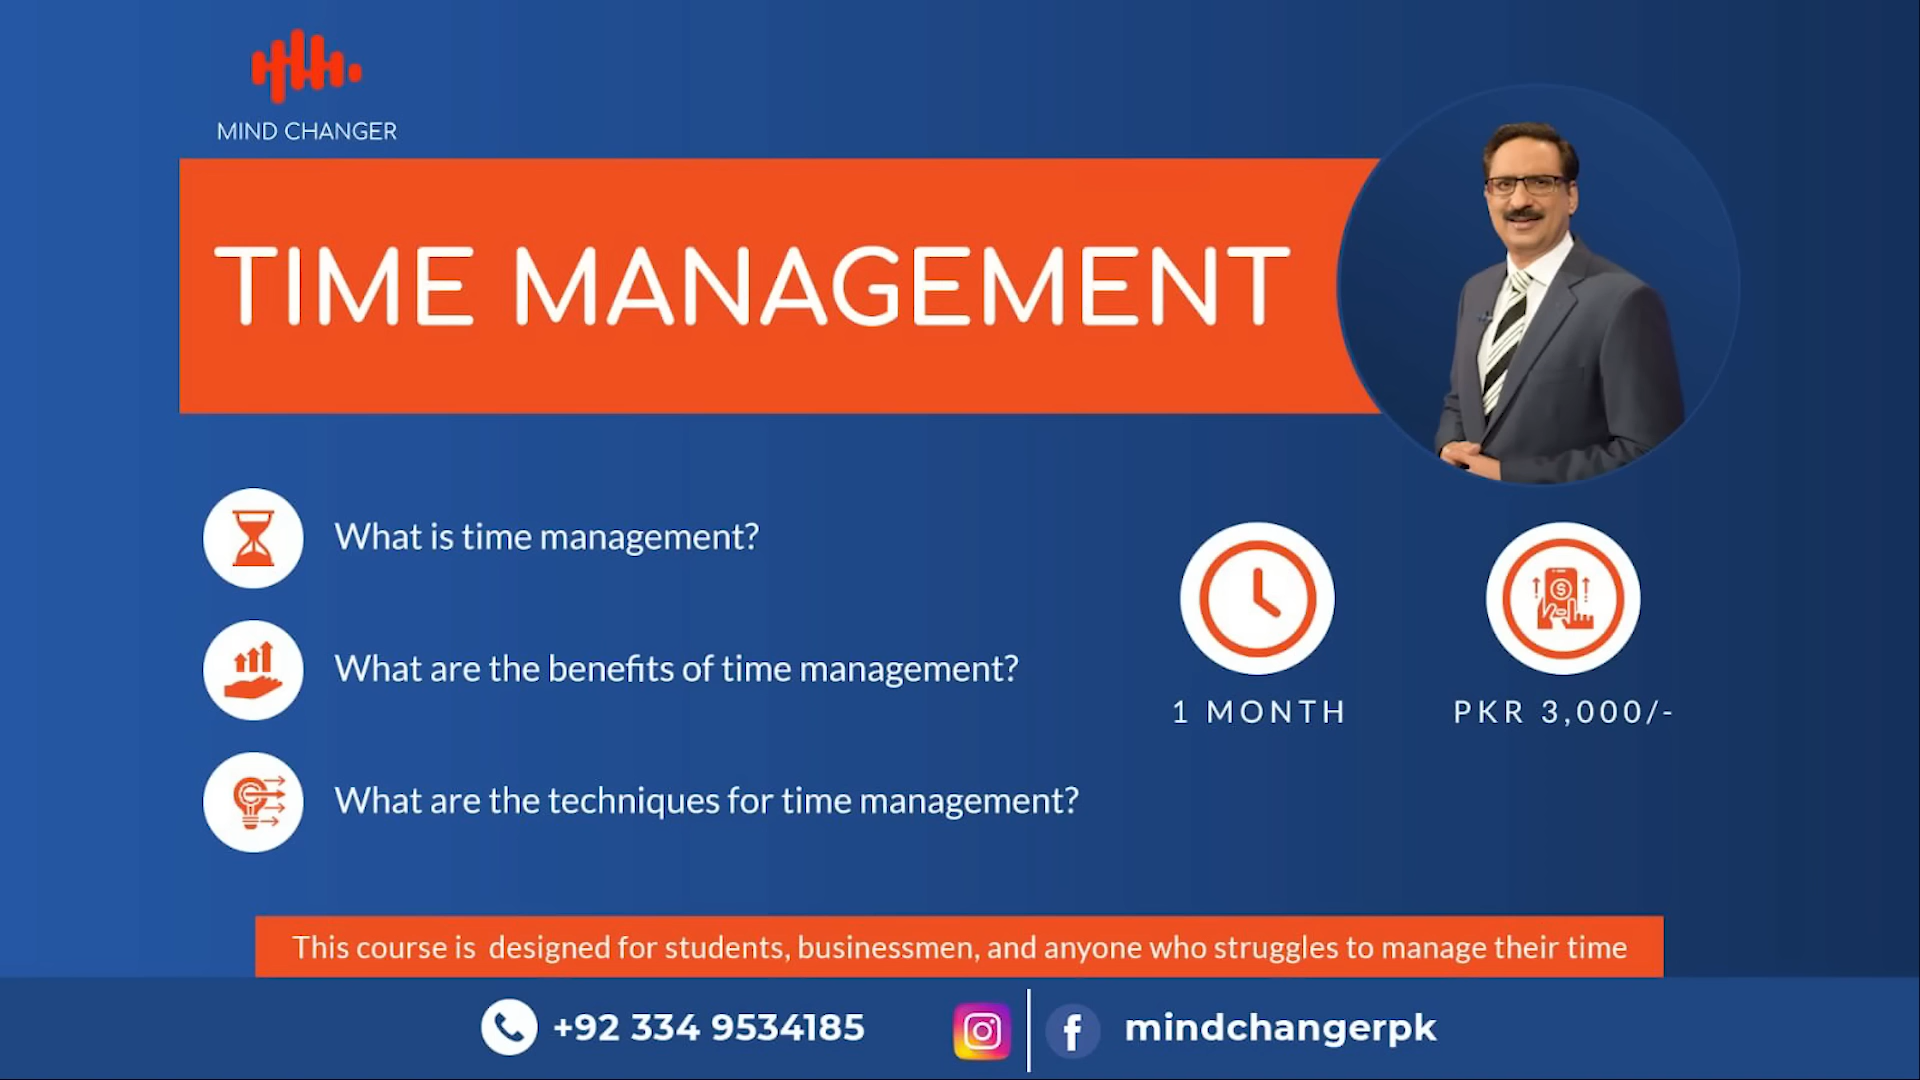 MIND CHANGER
TIME MANAGEMENT
What is time management?
What are the benefits of time management?
What are the techniques for time management?
1 MONTH
PKR 3,000/-
This course is designed for students, businessmen, and anyone who struggles to manage their time
+92 334 9534185
mindchangerpk